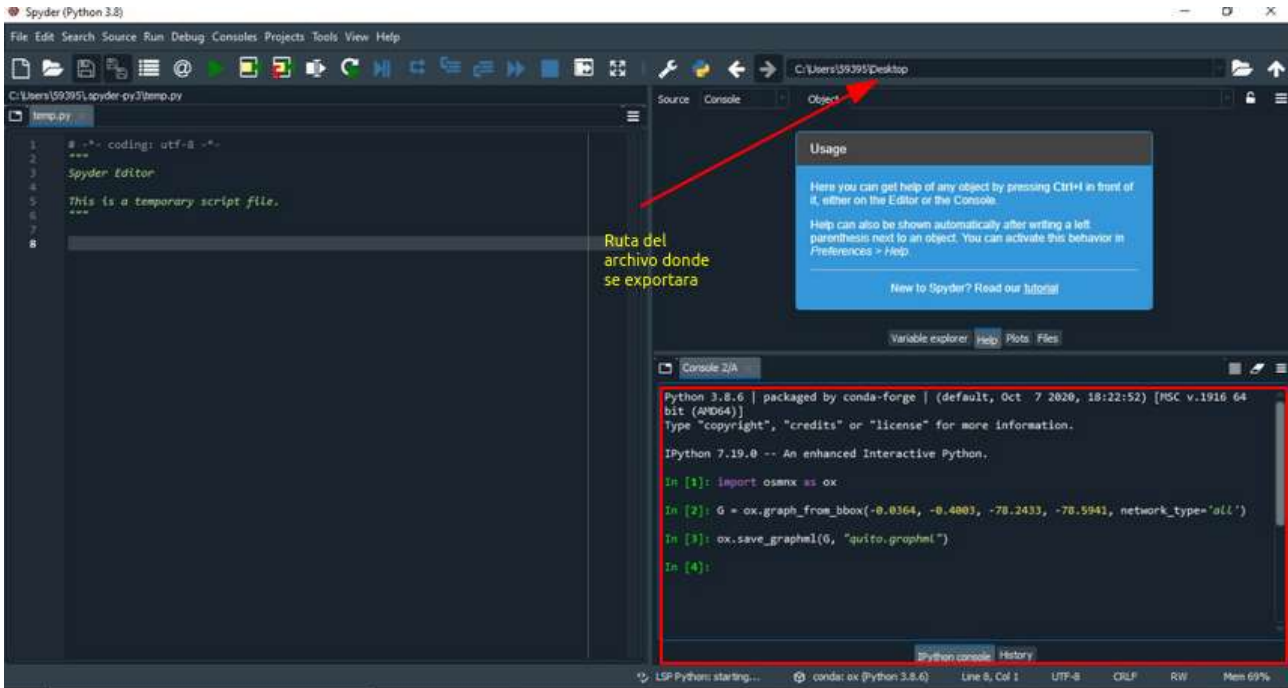 Spyder (Python 3.8)
File Edit Search Source Run Debug Consoles Projects Tools View Help
C:\Users\59395\Desktop
C:\Users\59395\.spyder-py3\temp.py
temp.py
Source Console Object
1 # -*- coding: utf-8 -*-
2 """
3 Spyder Editor
4
5 This is a temporary script file.
6 """
7
8
Ruta del
archivo donde
se exportara
Usage
Here you can get help of any object by pressing Ctrl+I in front of
it, either on the Editor or the Console.
Help can also be shown automatically after writing a left
parenthesis next to an object. You can activate this behavior in
Preferences > Help.
New to Spyder? Read our tutorial
Variable explorer Help Plots Files
Console 2/A
Python 3.8.6 | packaged by conda-forge | (default, Oct 7 2020, 18:22:52) [MSC v.1916 64
bit (AMD64)]
Type "copyright", "credits" or "license" for more information.
IPython 7.19.0 -- An enhanced Interactive Python.
In [1]: import osmnx as ox
In [2]: G = ox.graph_from_bbox(-0.0364, -0.4003, -78.2433, -78.5941, network_type='all')
In [3]: ox.save_graphml(G, "quito.graphml")
In [4]:
IPython console History
LSP Python: starting... conda: ox (Python 3.8.6) Line 8, Col 1 UTF-8 CRLF RW Mem 69%